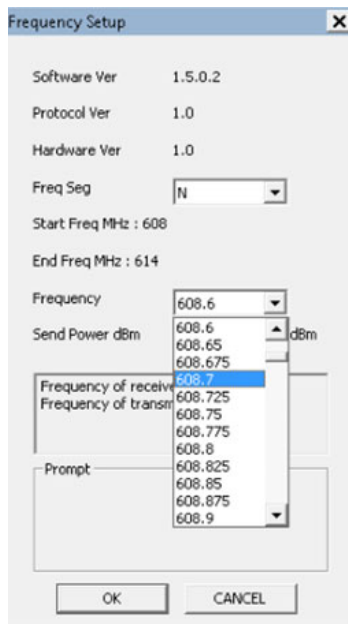 Frequency Setup
Software Ver 1.5.0.2
Protocol Ver 1.0
Hardware Ver 1.0
Freq Seg N
Start Freq MHz : 608
End Freq MHz : 614
Frequency 608.6
Send Power dBm dBm
608.6
608.65
608.675
608.7
608.725
608.75
608.775
608.8
608.825
608.85
608.875
608.9
Frequency of receive
Frequency of transm
Prompt
OK CANCEL